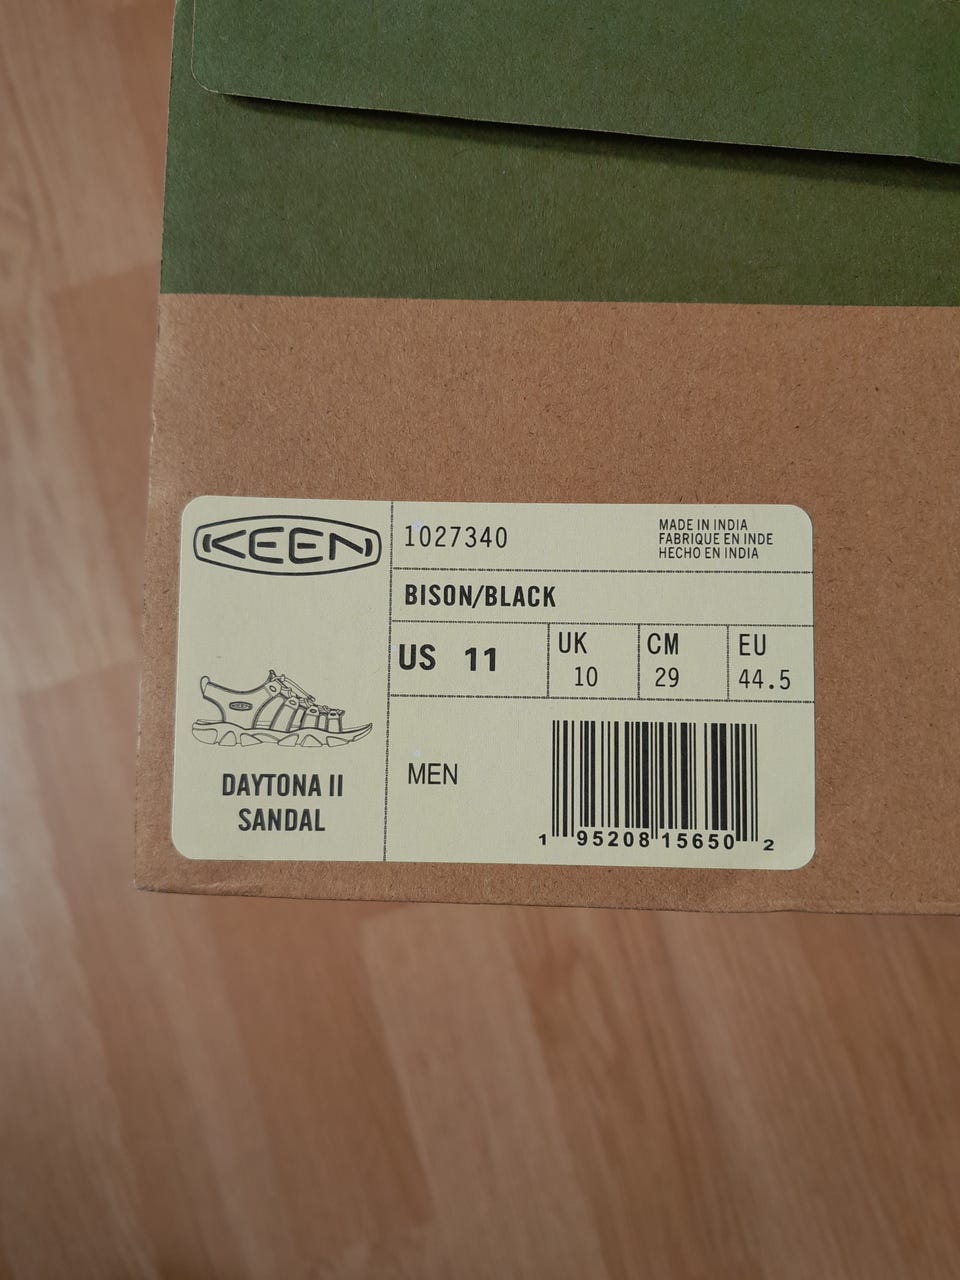 KEEN
1027340
MADE IN INDIA
FABRIQUE EN INDE
HECHO EN INDIA
BISON/BLACK
US 11
UK
10
CM
29
EU
44.5
KEEN
DAYTONA II
SANDAL
MEN
1 95208 15650 2